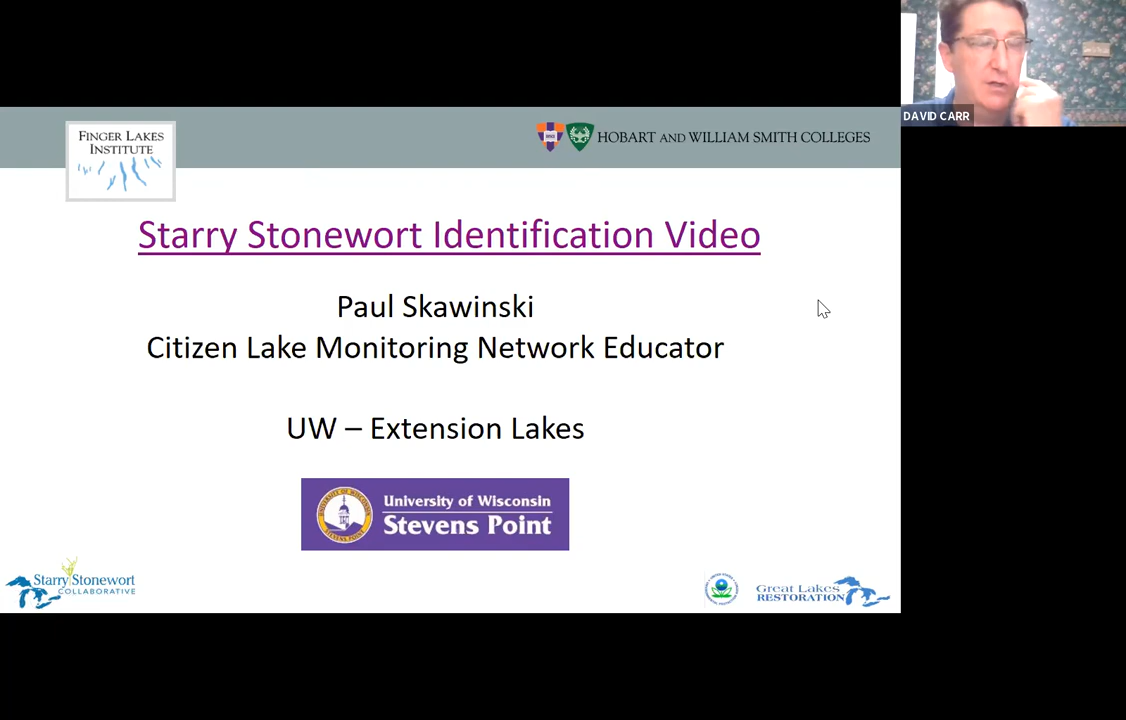 DAVID CARR
FINGER LAKES
INSTITUTE
HOBART AND WILLIAM SMITH COLLEGES
Starry Stonewort Identification Video
Paul Skawinski
Citizen Lake Monitoring Network Educator
UW – Extension Lakes
University of Wisconsin
Stevens Point
Starry Stonewort
COLLABORATIVE
Great Lakes
RESTORATION